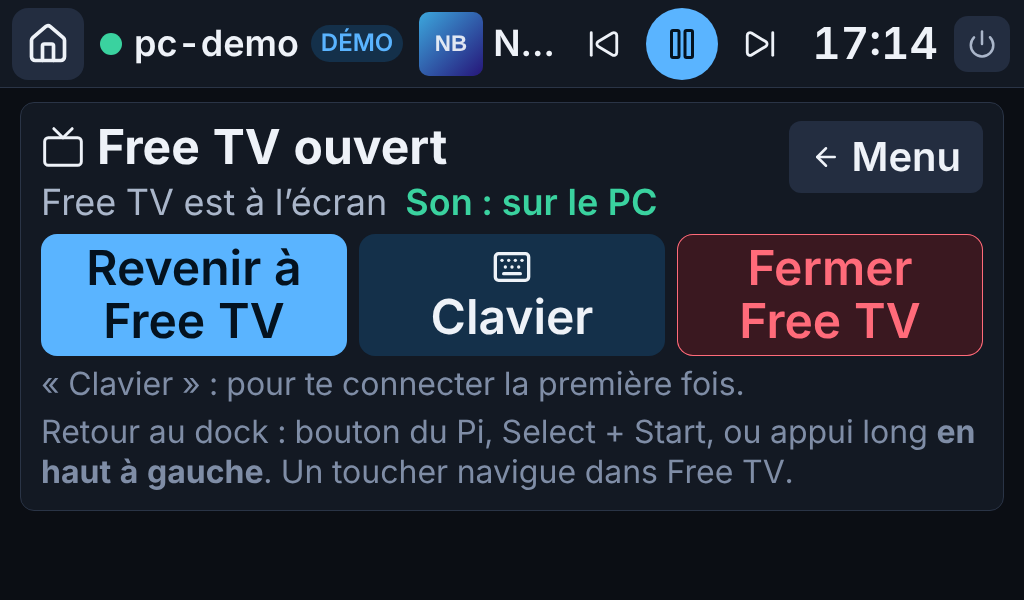 pc-demo DÉMO NB N... 17:14
Free TV ouvert
← Menu
Free TV est à l’écran Son : sur le PC
Revenir à
Free TV
Clavier
Fermer
Free TV
« Clavier » : pour te connecter la première fois.
Retour au dock : bouton du Pi, Select + Start, ou appui long en
haut à gauche. Un toucher navigue dans Free TV.